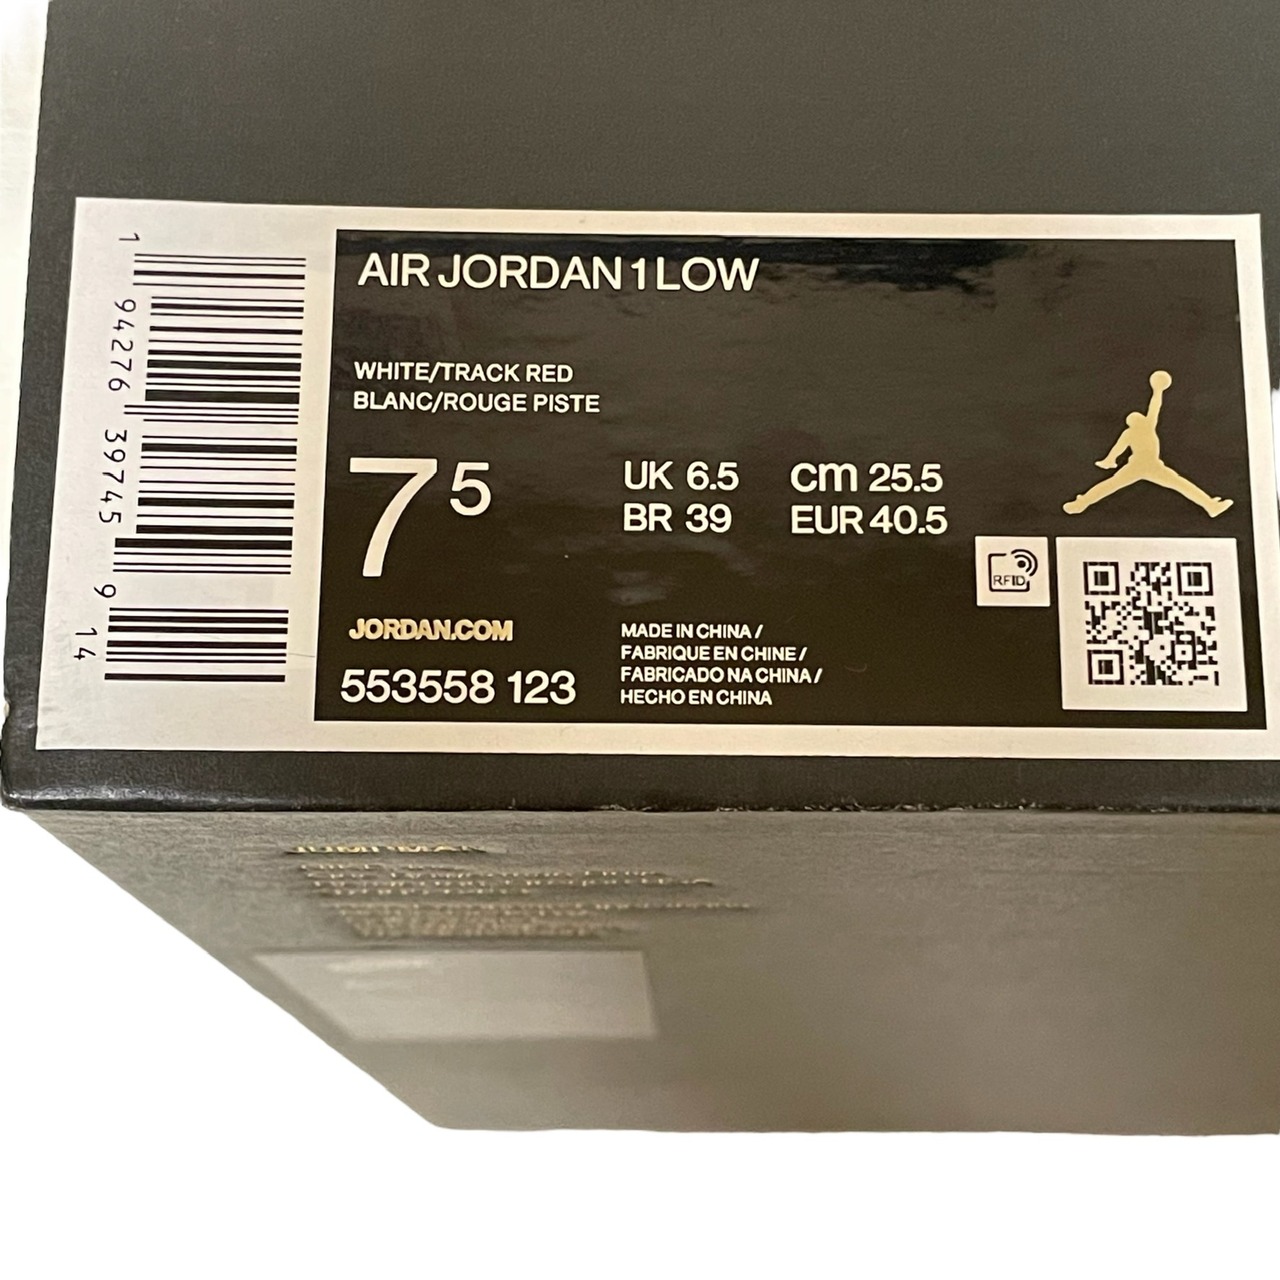 1 94276 39745 9 14
AIR JORDAN 1 LOW
WHITE/TRACK RED
BLANC/ROUGE PISTE
7 5
UK 6.5 cm 25.5
BR 39 EUR 40.5
RFID
JORDAN.COM
553558 123
MADE IN CHINA /
FABRIQUE EN CHINE /
FABRICADO NA CHINA /
HECHO EN CHINA